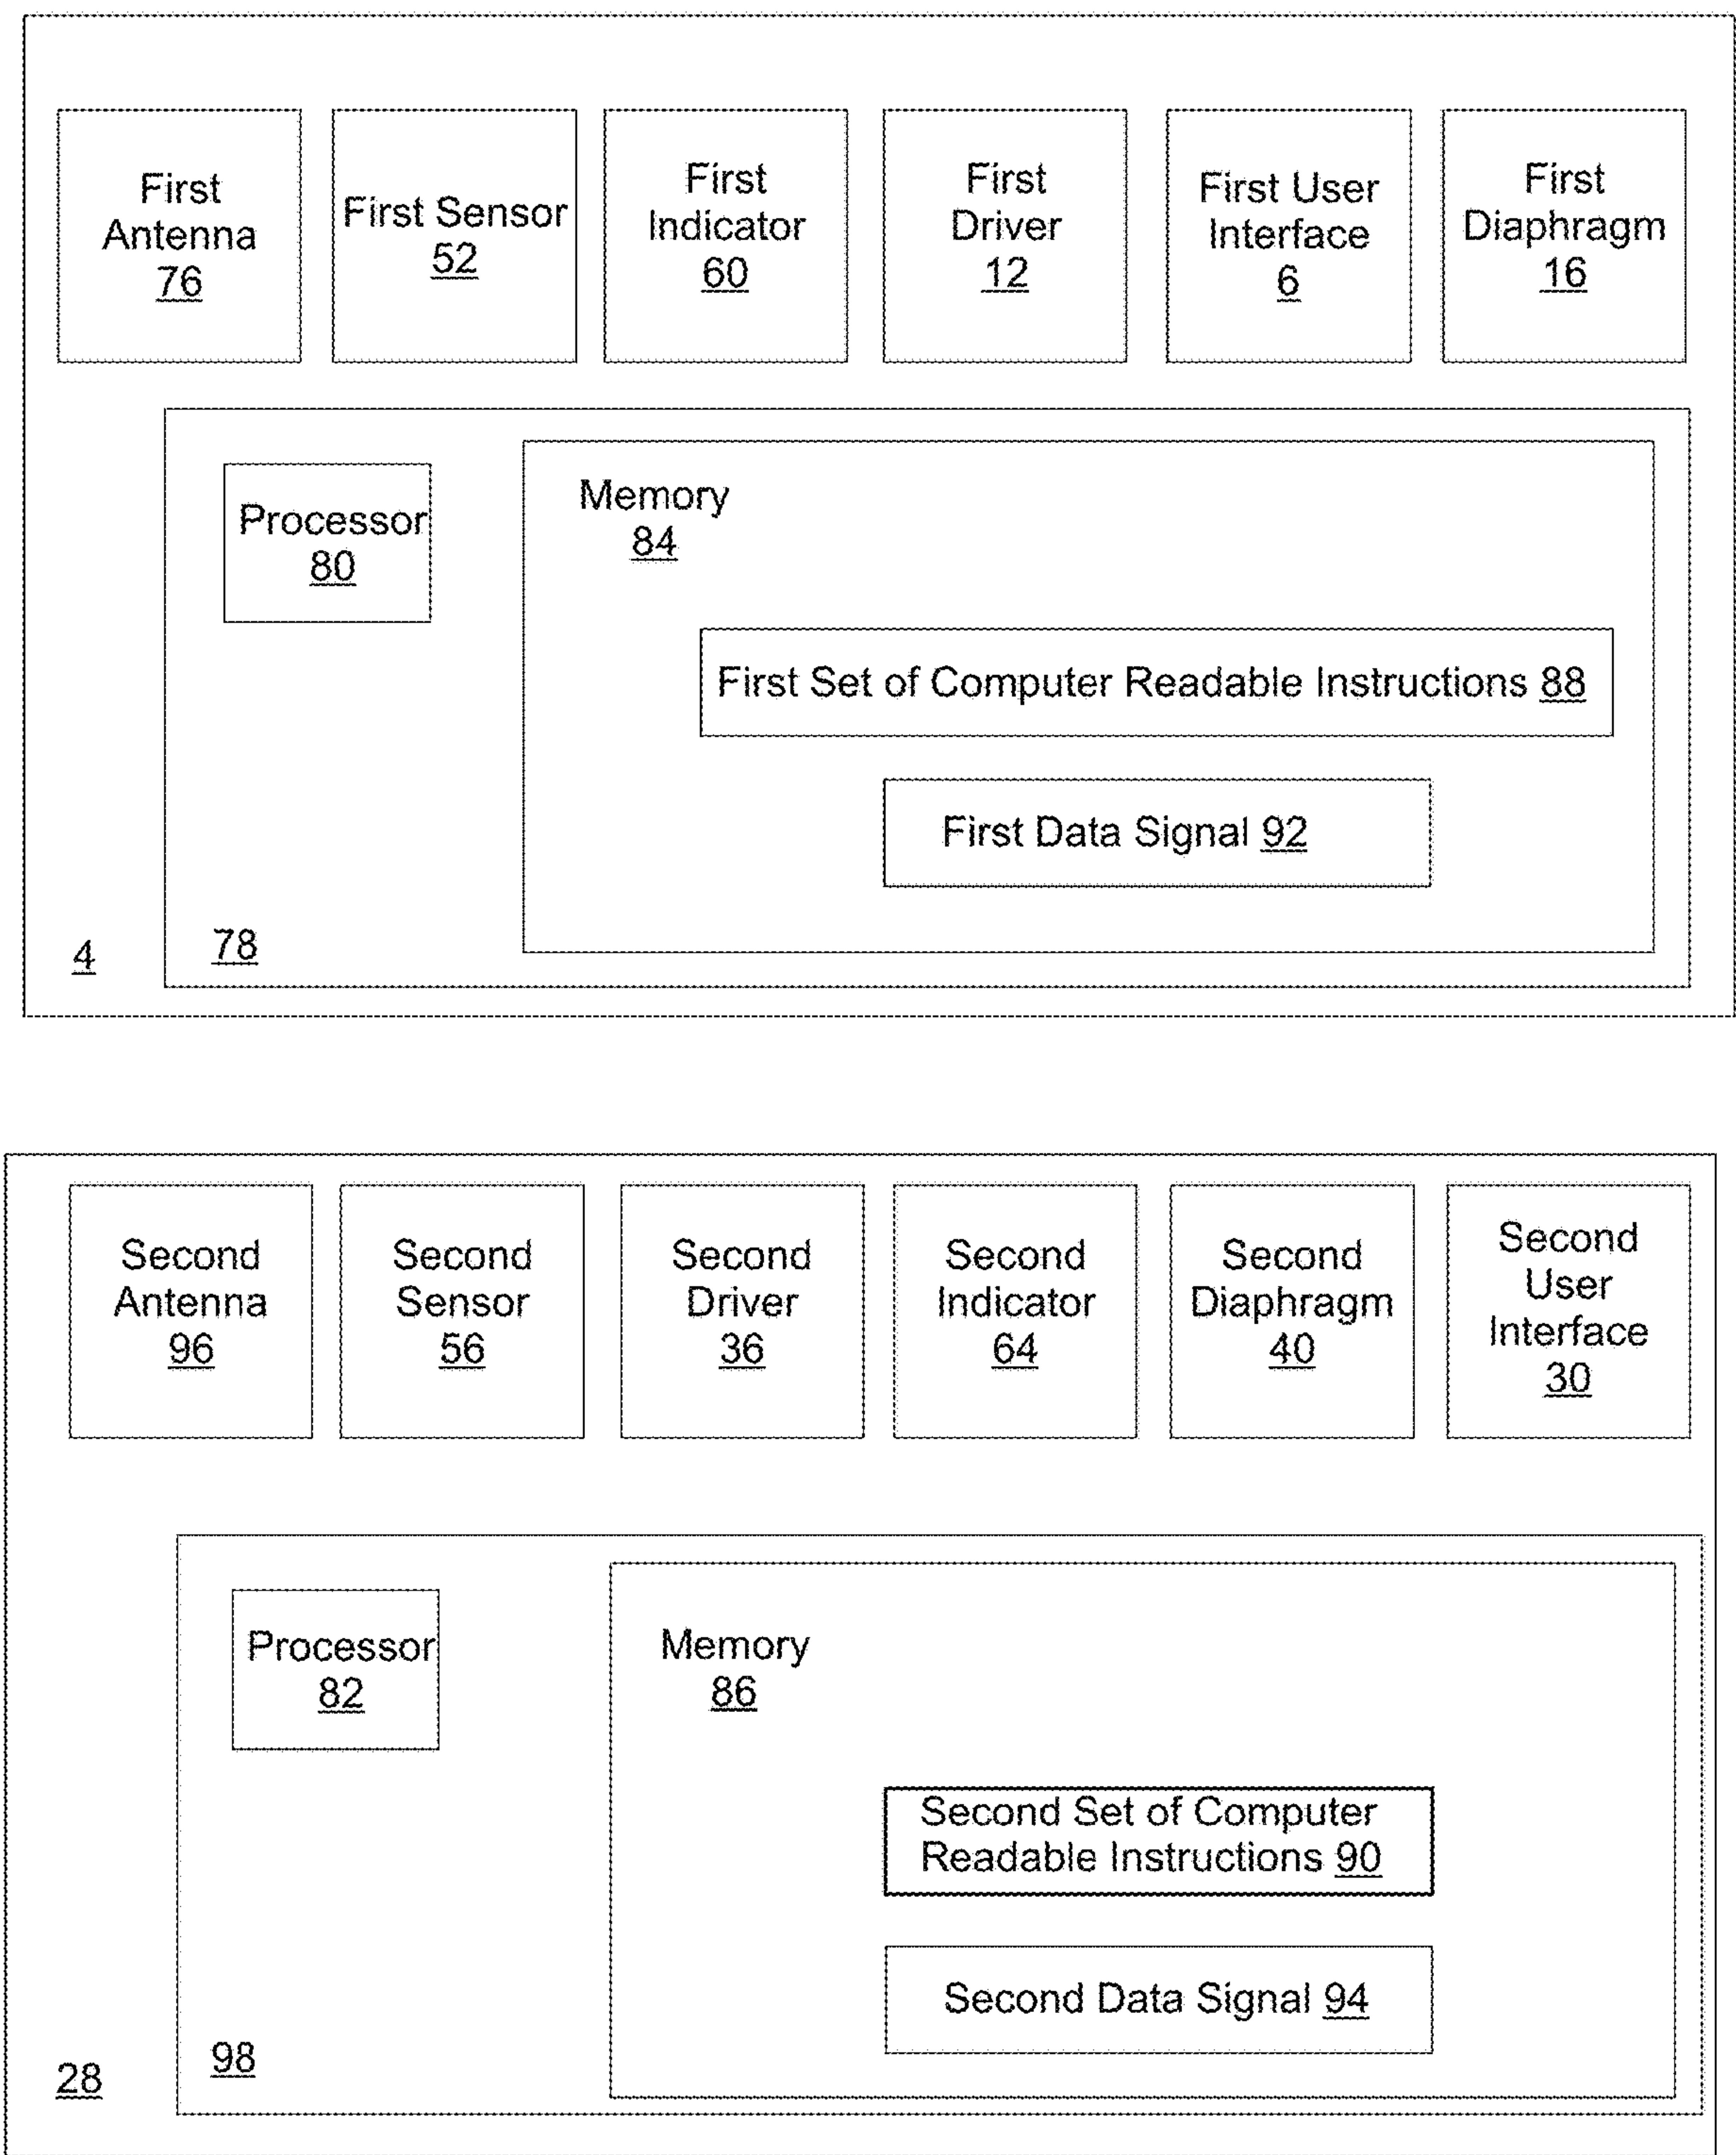 First
Antenna
76
First Sensor
52
First
Indicator
60
First
Driver
12
First User
Interface
6
First
Diaphragm
16
Processor
80
Memory
84
First Set of Computer Readable Instructions 88
First Data Signal 92
78
4
Second
Antenna
96
Second
Sensor
56
Second
Driver
36
Second
Indicator
64
Second
Diaphragm
40
Second
User
Interface
30
Processor
82
Memory
86
Second Set of Computer
Readable Instructions 90
Second Data Signal 94
98
28